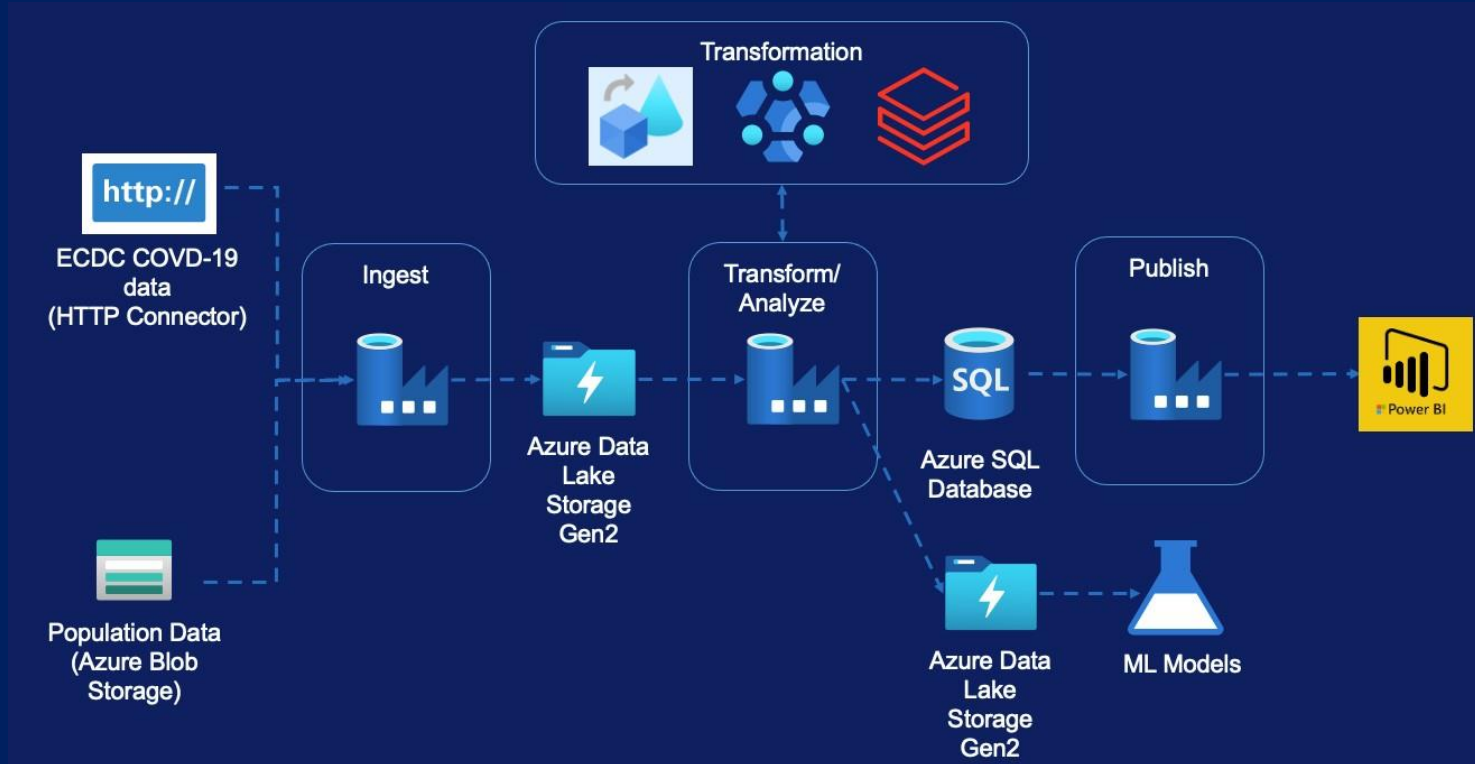 Transformation
http://
ECDC COVD-19
data
(HTTP Connector)
Ingest
Transform/
Analyze
Publish
SQL
Power BI
Azure Data
Lake
Storage
Gen2
Azure SQL
Database
Population Data
(Azure Blob
Storage)
Azure Data
Lake
Storage
Gen2
ML Models